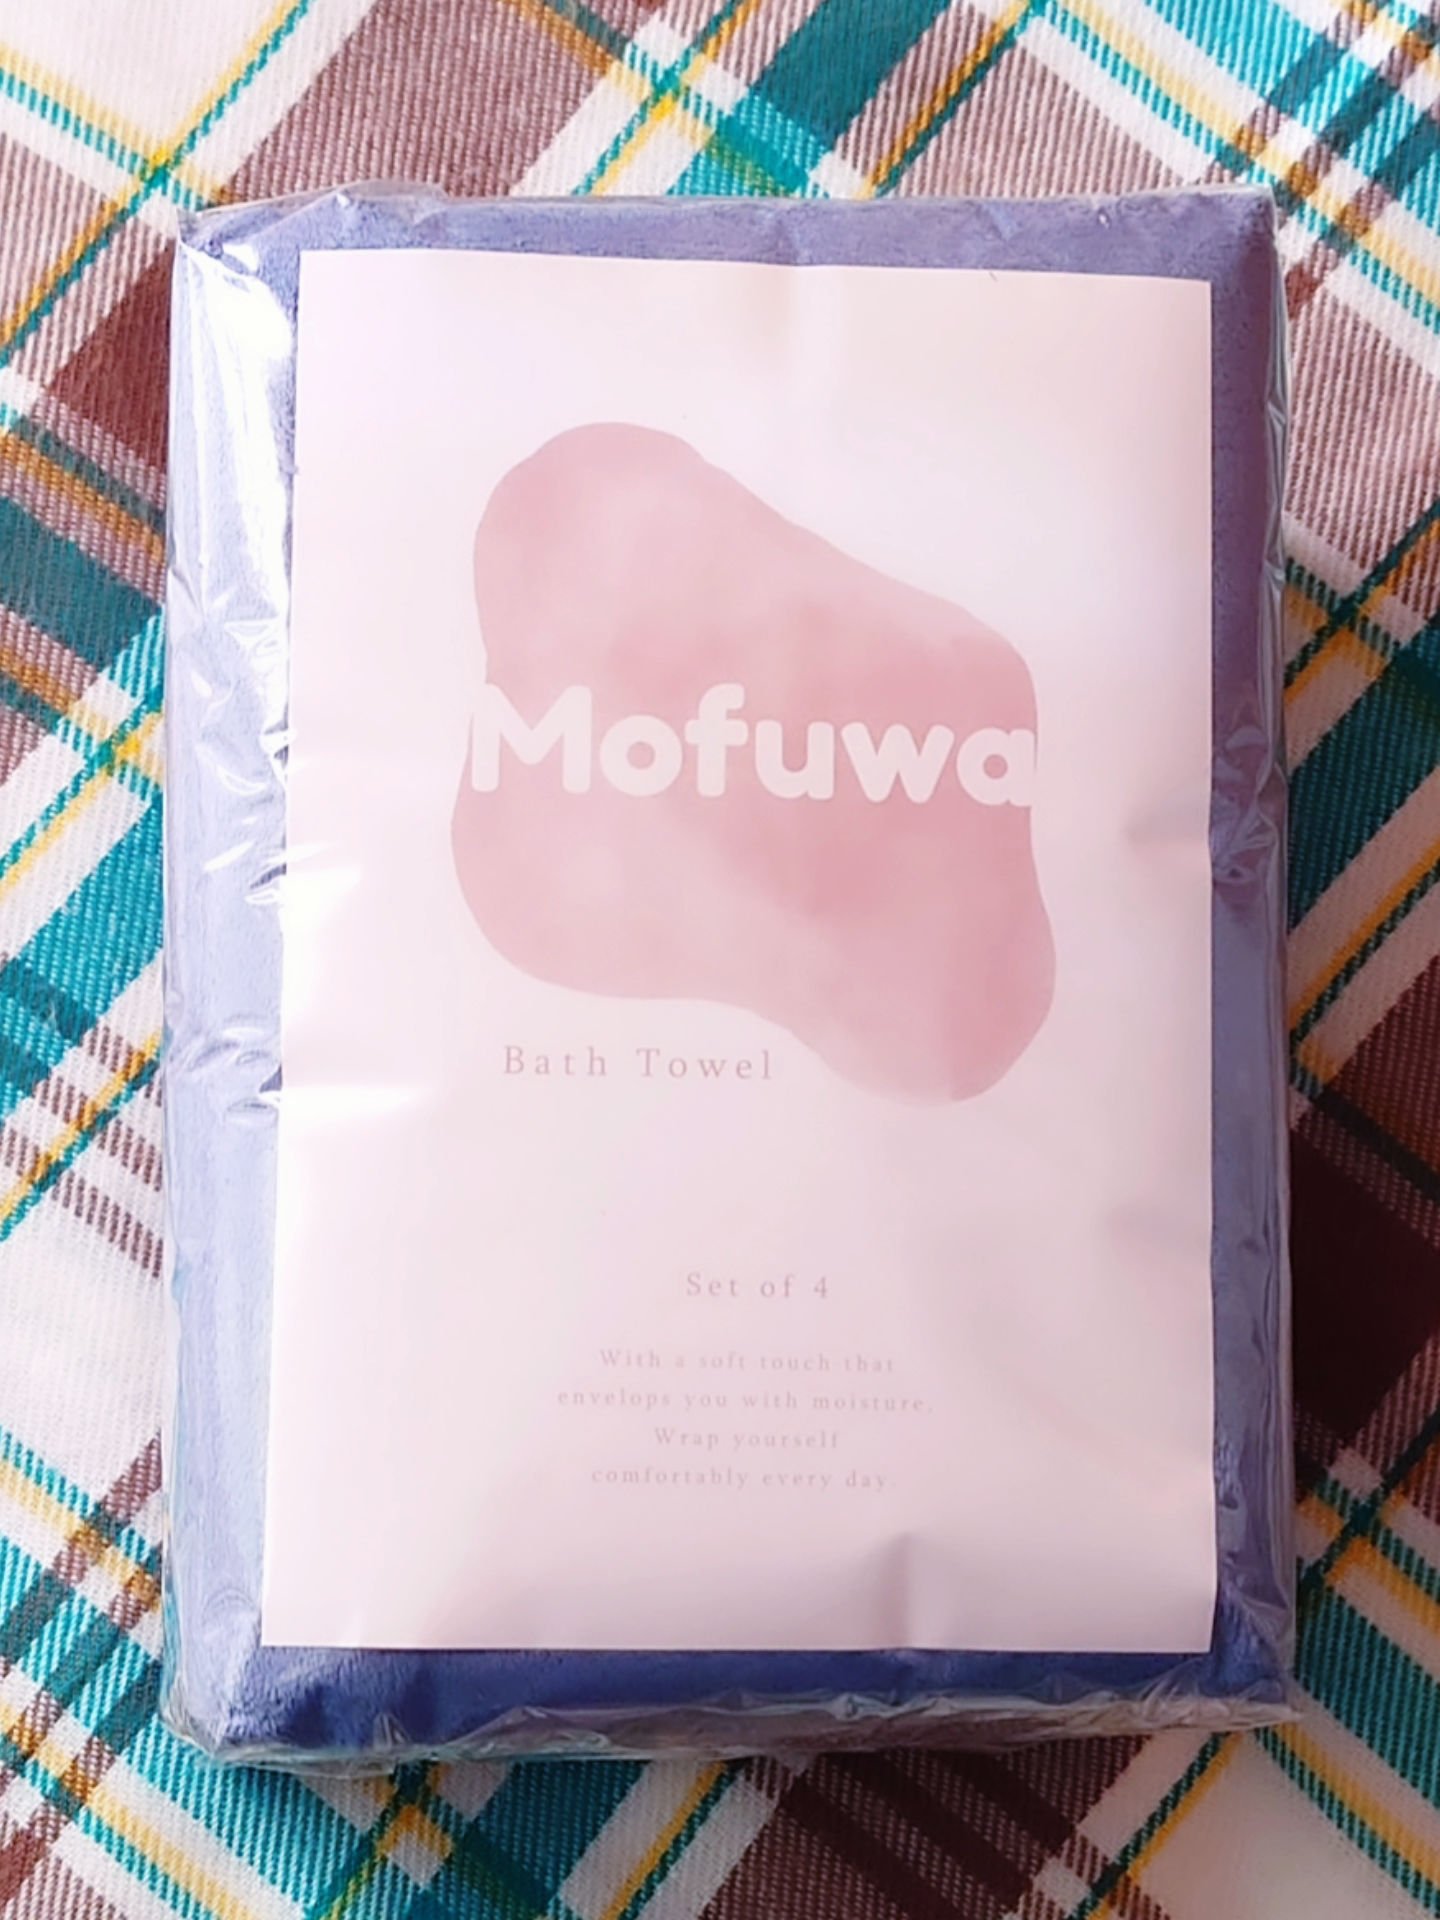 Mofuwa
Bath Towel
Set of 4
With a soft touch that
envelops you with moisture.
Wrap yourself
comfortably every day.